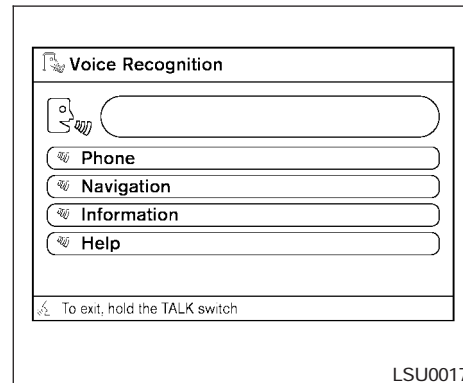 Voice Recognition
Phone
Navigation
Information
Help
To exit, hold the TALK switch
LSU0017